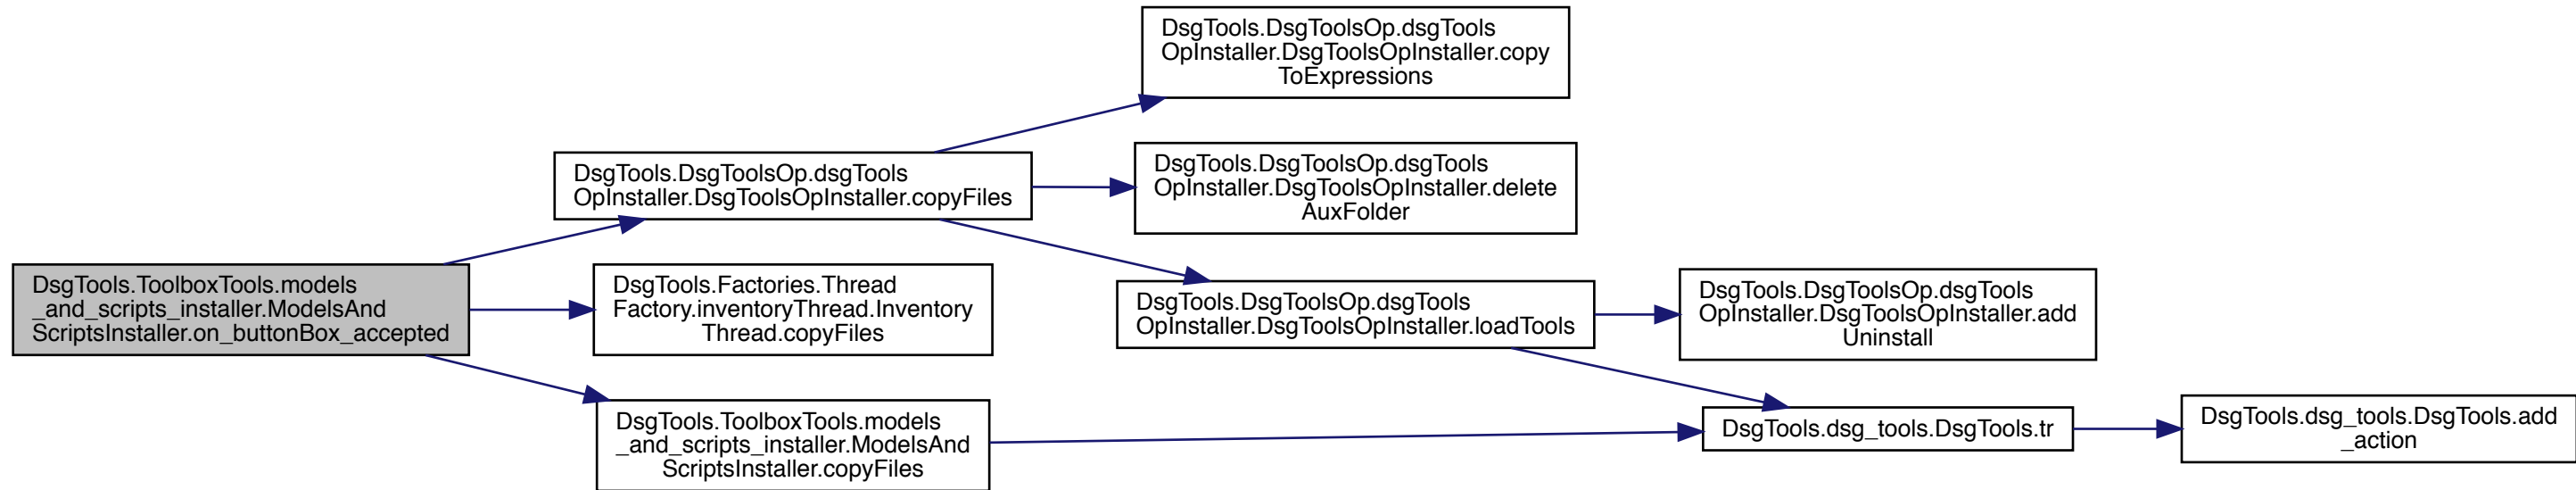 DsgTools.ToolboxTools.models
_and_scripts_installer.ModelsAnd
ScriptsInstaller.on_buttonBox_accepted
DsgTools.DsgToolsOp.dsgTools
OpInstaller.DsgToolsOpInstaller.copyFiles
DsgTools.Factories.Thread
Factory.inventoryThread.Inventory
Thread.copyFiles
DsgTools.ToolboxTools.models
_and_scripts_installer.ModelsAnd
ScriptsInstaller.copyFiles
DsgTools.DsgToolsOp.dsgTools
OpInstaller.DsgToolsOpInstaller.copy
ToExpressions
DsgTools.DsgToolsOp.dsgTools
OpInstaller.DsgToolsOpInstaller.delete
AuxFolder
DsgTools.DsgToolsOp.dsgTools
OpInstaller.DsgToolsOpInstaller.loadTools
DsgTools.DsgToolsOp.dsgTools
OpInstaller.DsgToolsOpInstaller.add
Uninstall
DsgTools.dsg_tools.DsgTools.tr
DsgTools.dsg_tools.DsgTools.add
_action